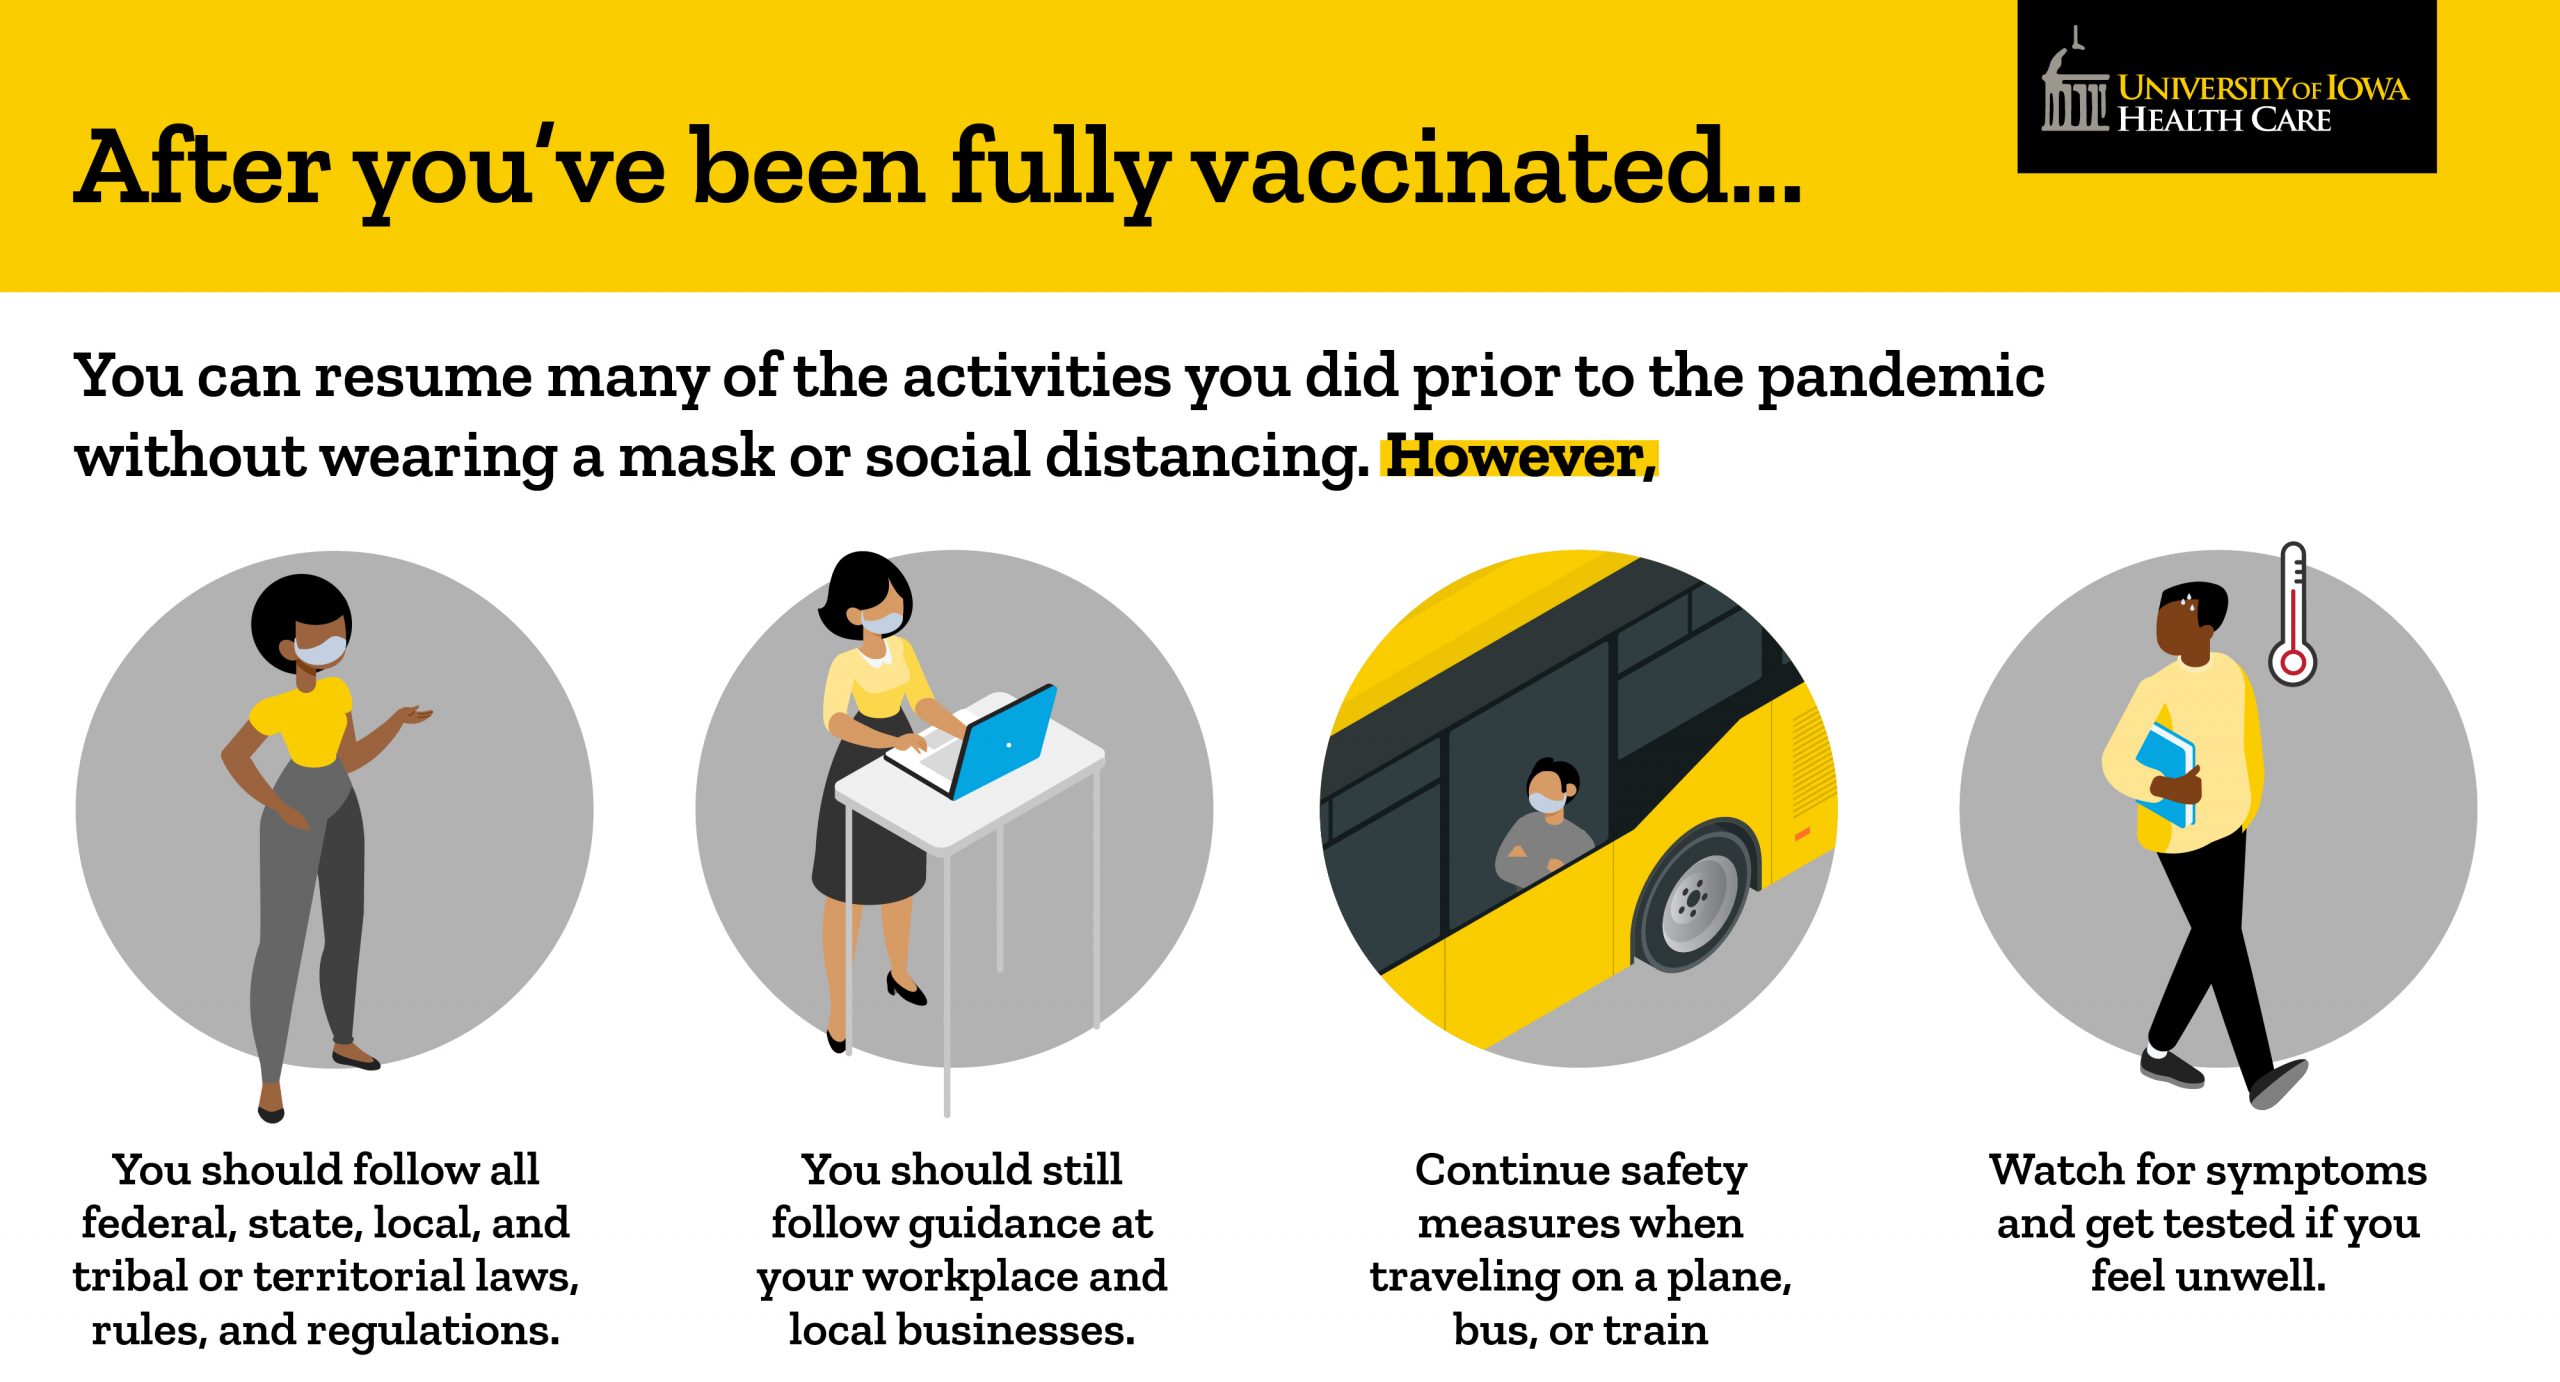 UNIVERSITY OF IOWA
HEALTH CARE
After you've been fully vaccinated...
You can resume many of the activities you did prior to the pandemic
without wearing a mask or social distancing. However,
You should follow all
federal, state, local, and
tribal or territorial laws,
rules, and regulations.
You should still
follow guidance at
your workplace and
local businesses.
Continue safety
measures when
traveling on a plane,
bus, or train
Watch for symptoms
and get tested if you
feel unwell.